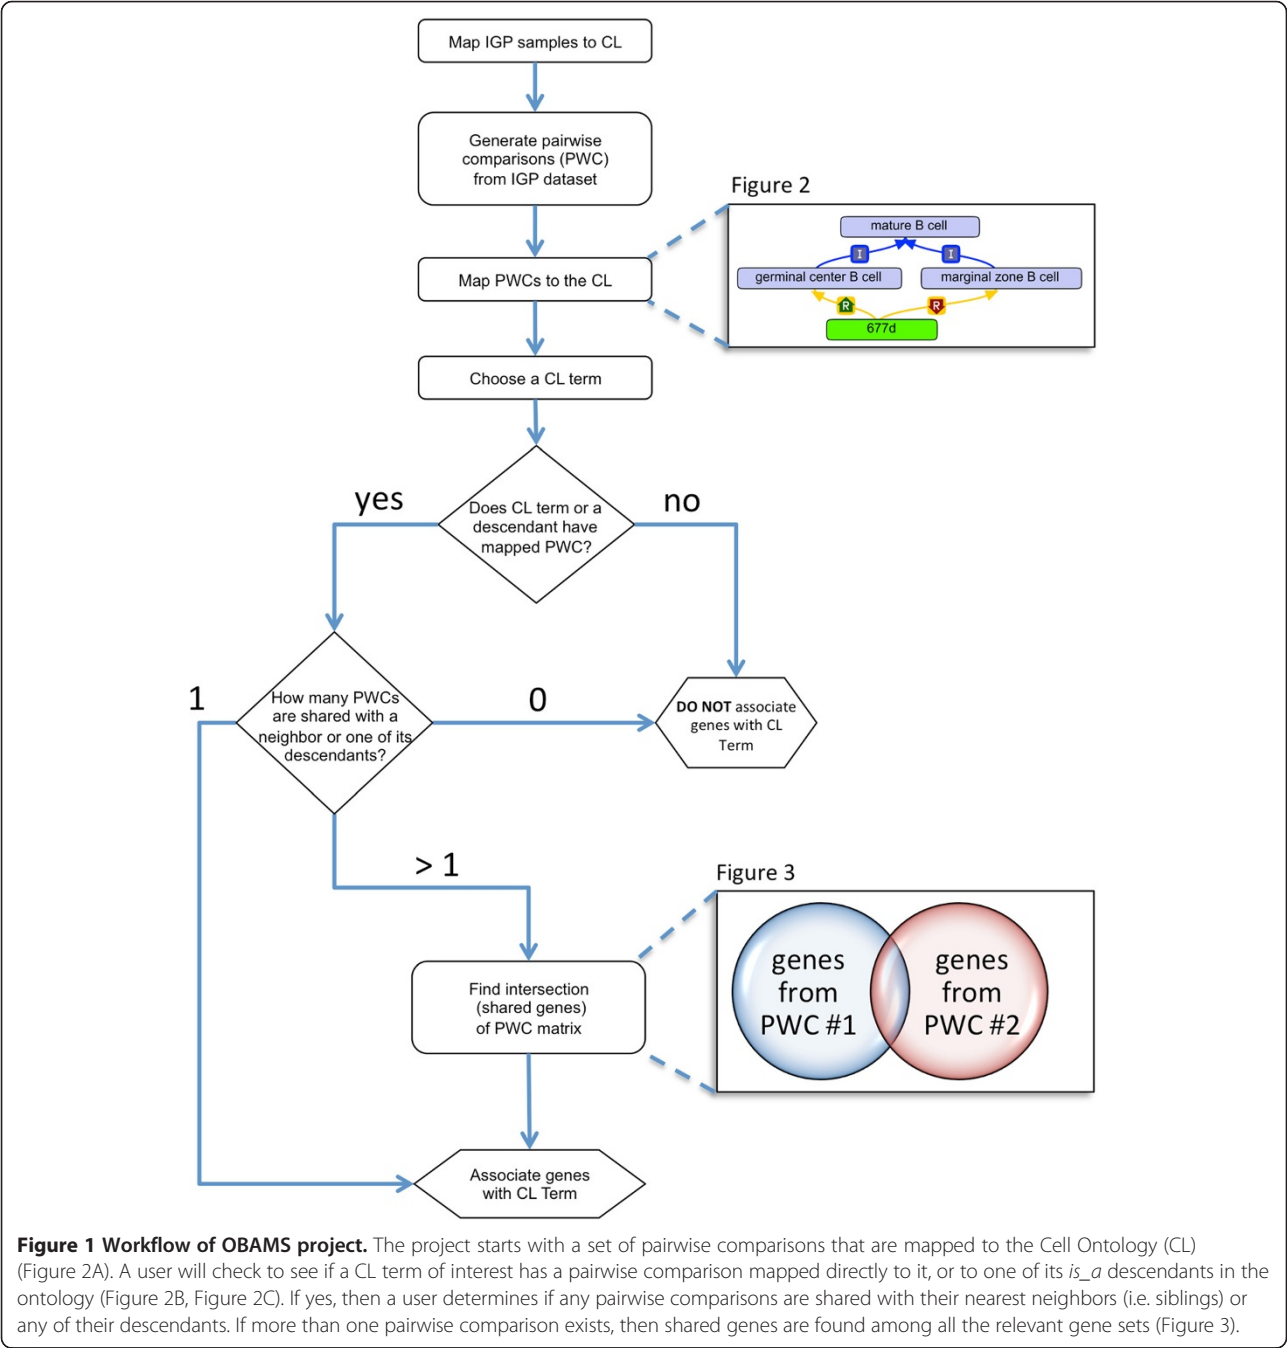 Map IGP samples to CL
Generate pairwise
comparisons (PWC)
from IGP dataset
Figure 2
mature B cell
I
I
germinal center B cell
marginal zone B cell
R
R
677d
Map PWCs to the CL
Choose a CL term
yes
no
Does CL term or a
descendant have
mapped PWC?
1
How many PWCs
are shared with a
neighbor or one of its
descendants?
0
DO NOT associate
genes with CL
Term
> 1
Figure 3
genes
from
PWC #1
genes
from
PWC #2
Find intersection
(shared genes)
of PWC matrix
Associate genes
with CL Term
Figure 1 Workflow of OBAMS project. The project starts with a set of pairwise comparisons that are mapped to the Cell Ontology (CL)
(Figure 2A). A user will check to see if a CL term of interest has a pairwise comparison mapped directly to it, or to one of its is_a descendants in the
ontology (Figure 2B, Figure 2C). If yes, then a user determines if any pairwise comparisons are shared with their nearest neighbors (i.e. siblings) or
any of their descendants. If more than one pairwise comparison exists, then shared genes are found among all the relevant gene sets (Figure 3).